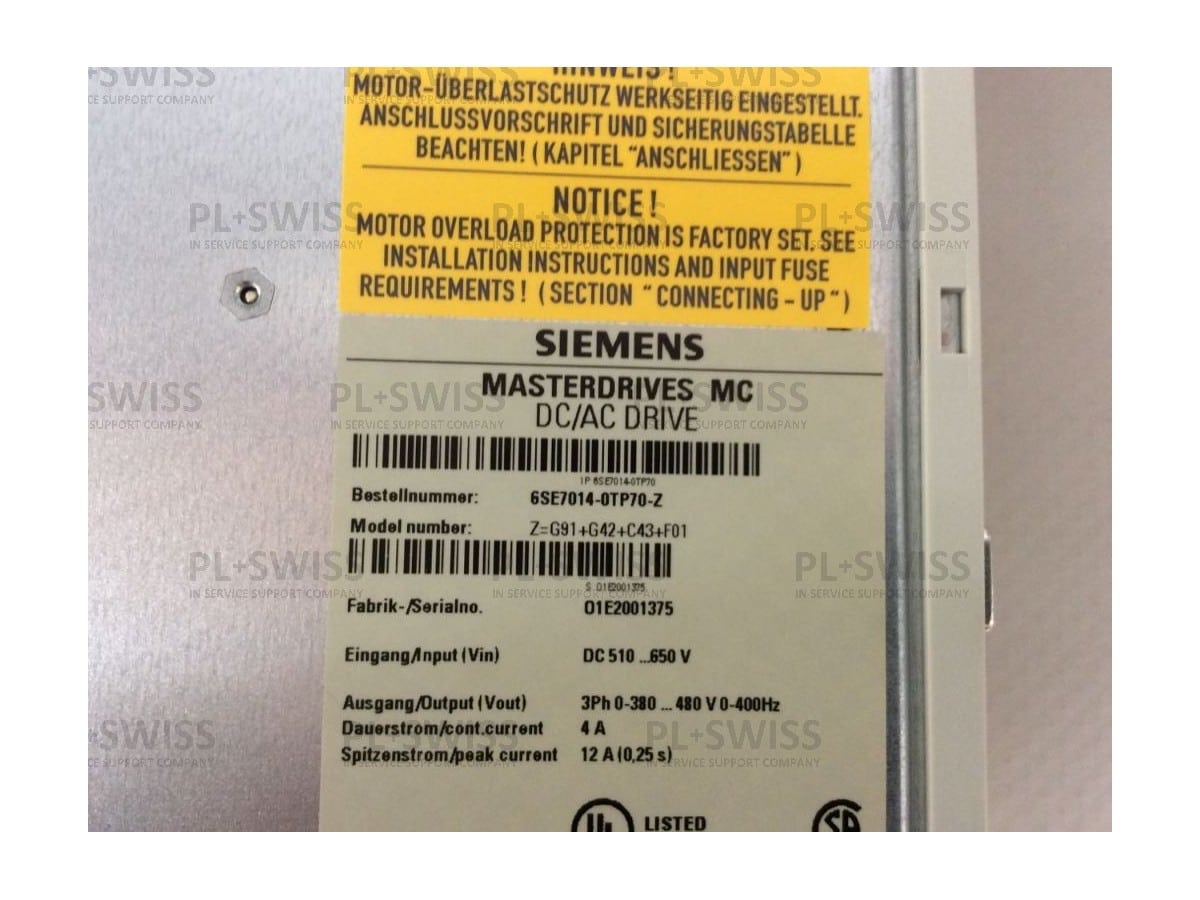 HINWEIS!
MOTOR-ÜBERLASTSCHUTZ WERKSEITIG EINGESTELLT.
ANSCHLUSSVORSCHRIFT UND SICHERUNGSTABELLE
BEACHTEN! (KAPITEL "ANSCHLIESSEN")
NOTICE!
MOTOR OVERLOAD PROTECTION IS FACTORY SET. SEE
INSTALLATION INSTRUCTIONS AND INPUT FUSE
REQUIREMENTS! (SECTION "CONNECTING-UP")
SIEMENS
MASTERDRIVES MC
DC/AC DRIVE
1P 6SE7014-0TP70
Bestellnummer: 6SE7014-0TP70-Z
Model number: Z=G91+G42+C43+F01
S 01E2001375
Fabrik-/Serialno. 01E2001375
Eingang/Input (Vin) DC 510 ...650 V
Ausgang/Output (Vout) 3Ph 0-380 ... 480 V 0-400Hz
Dauerstrom/cont.current 4 A
Spitzenstrom/peak current 12 A (0,25 s)
UL LISTED
PL+SWISS
IN SERVICE SUPPORT COMPANY